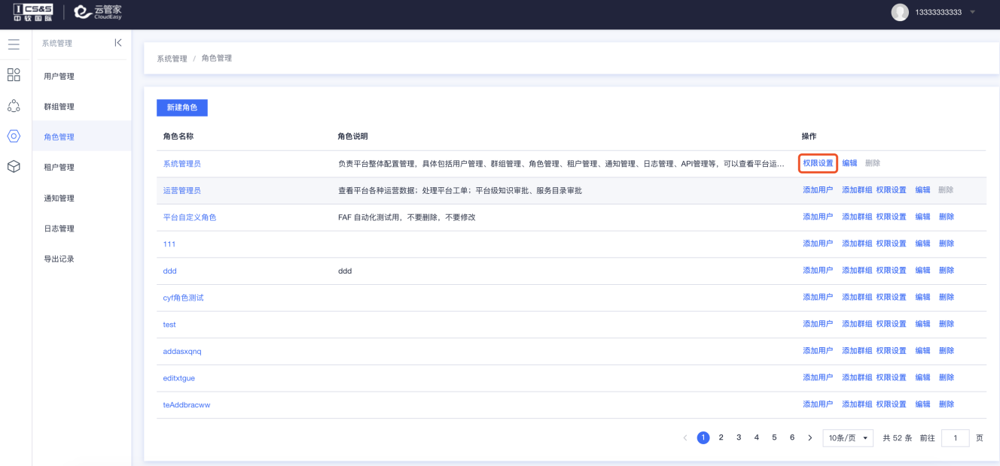 CS&S 中软国际 云管家 CloudEasy 13333333333
系统管理
用户管理
群组管理
角色管理
租户管理
通知管理
日志管理
导出记录
系统管理 / 角色管理
新建角色
角色名称 角色说明 操作
系统管理员 负责平台整体配置管理，具体包括用户管理、群组管理、角色管理、租户管理、通知管理、日志管理、API管理等，可以查看平台运... 权限设置 编辑 删除
运营管理员 查看平台各种运营数据；处理平台工单；平台级知识审批、服务目录审批 添加用户 添加群组 权限设置 编辑 删除
平台自定义角色 FAF 自动化测试用，不要删除，不要修改 添加用户 添加群组 权限设置 编辑 删除
111 添加用户 添加群组 权限设置 编辑 删除
ddd ddd 添加用户 添加群组 权限设置 编辑 删除
cyf角色测试 添加用户 添加群组 权限设置 编辑 删除
test 添加用户 添加群组 权限设置 编辑 删除
addasxqnq 添加用户 添加群组 权限设置 编辑 删除
editxtgue 添加用户 添加群组 权限设置 编辑 删除
teAddbracww 添加用户 添加群组 权限设置 编辑 删除
< 1 2 3 4 5 6 > 10条/页 共 52 条 前往 1 页